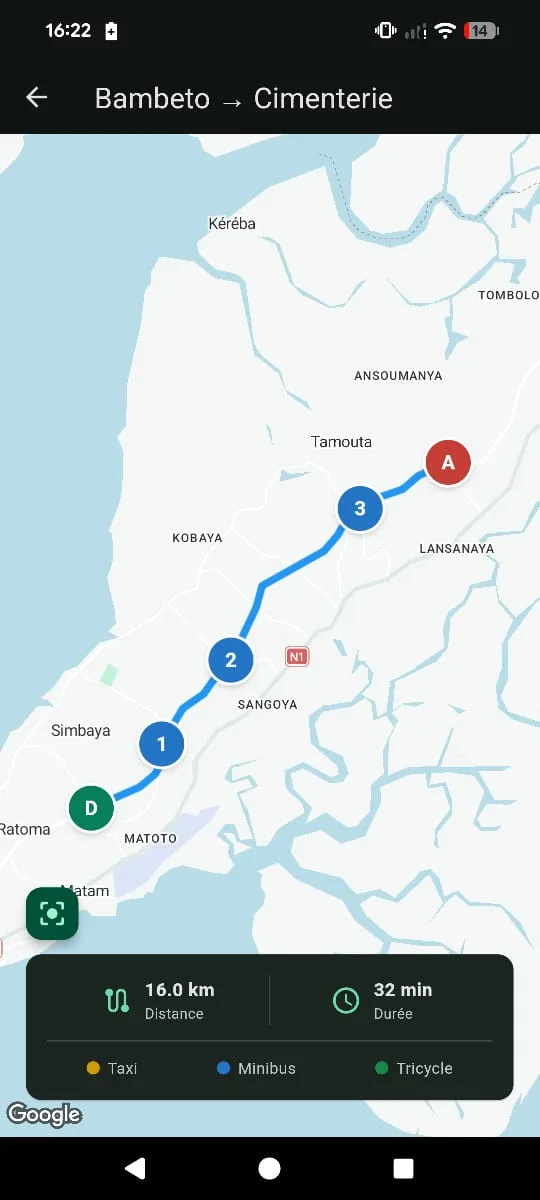 16:22
14
Bambeto → Cimenterie
Kéréba
TOMBOLO
ANSOUMANYA
Tamouta
A
3
KOBAYA
LANSANAYA
2
N1
SANGOYA
Simbaya
1
D
Ratoma
MATOTO
Matam
16.0 km
Distance
32 min
Durée
Taxi
Minibus
Tricycle
Google